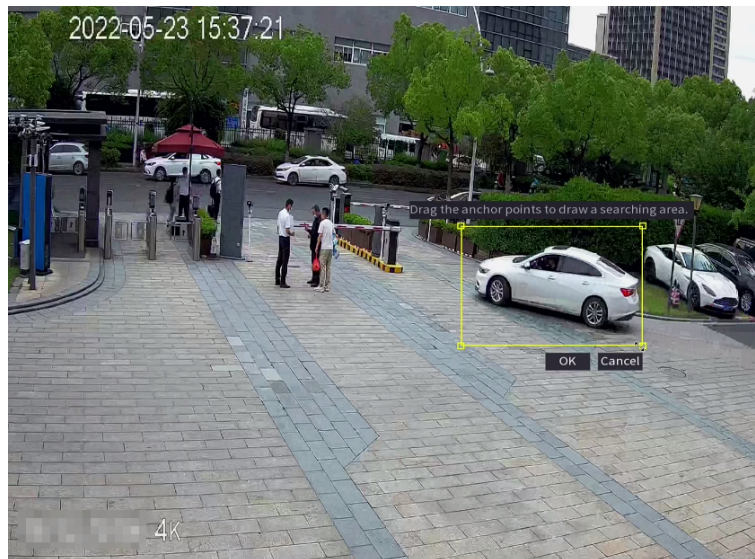 2022-05-23 15:37:21
Drag the anchor points to draw a searching area.
OK
Cancel
4K